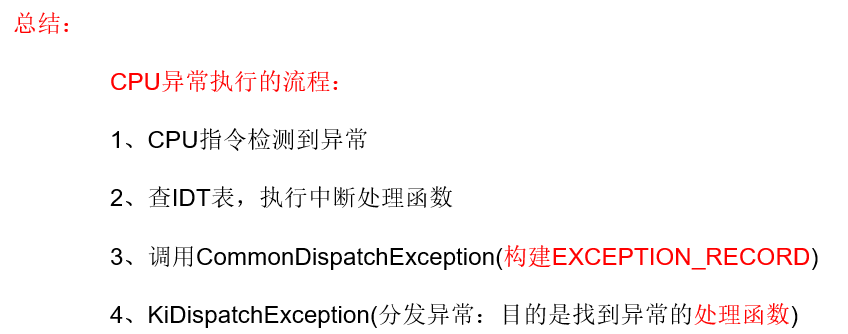 总结：
CPU异常执行的流程：
1、CPU指令检测到异常
2、查IDT表，执行中断处理函数
3、调用CommonDispatchException(构建EXCEPTION_RECORD)
4、KiDispatchException(分发异常：目的是找到异常的处理函数)